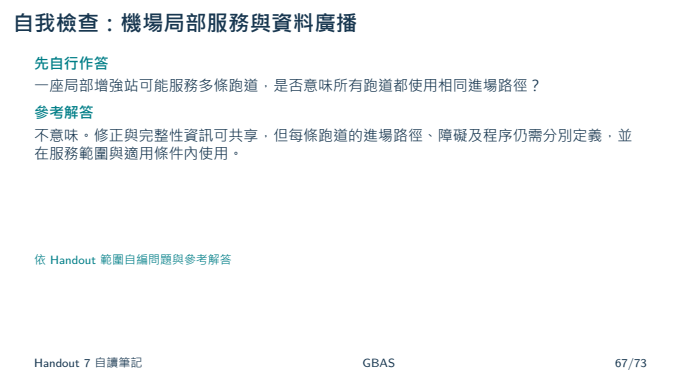 自我檢查：機場局部服務與資料廣播
先自行作答
一座局部增強站可能服務多條跑道，是否意味所有跑道都使用相同進場路徑？
參考解答
不意味。修正與完整性資訊可共享，但每條跑道的進場路徑、障礙及程序仍需分別定義，並
在服務範圍與適用條件內使用。
依 Handout 範圍自編問題與參考解答
Handout 7 自讀筆記
GBAS
67/73